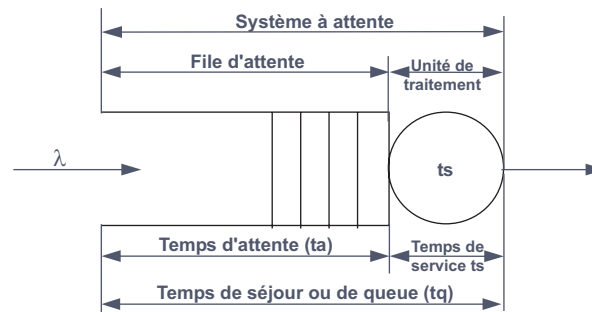 Système à attente
File d'attente
Unité de
traitement
λ
ts
Temps d'attente (ta)
Temps de
service ts
Temps de séjour ou de queue (tq)